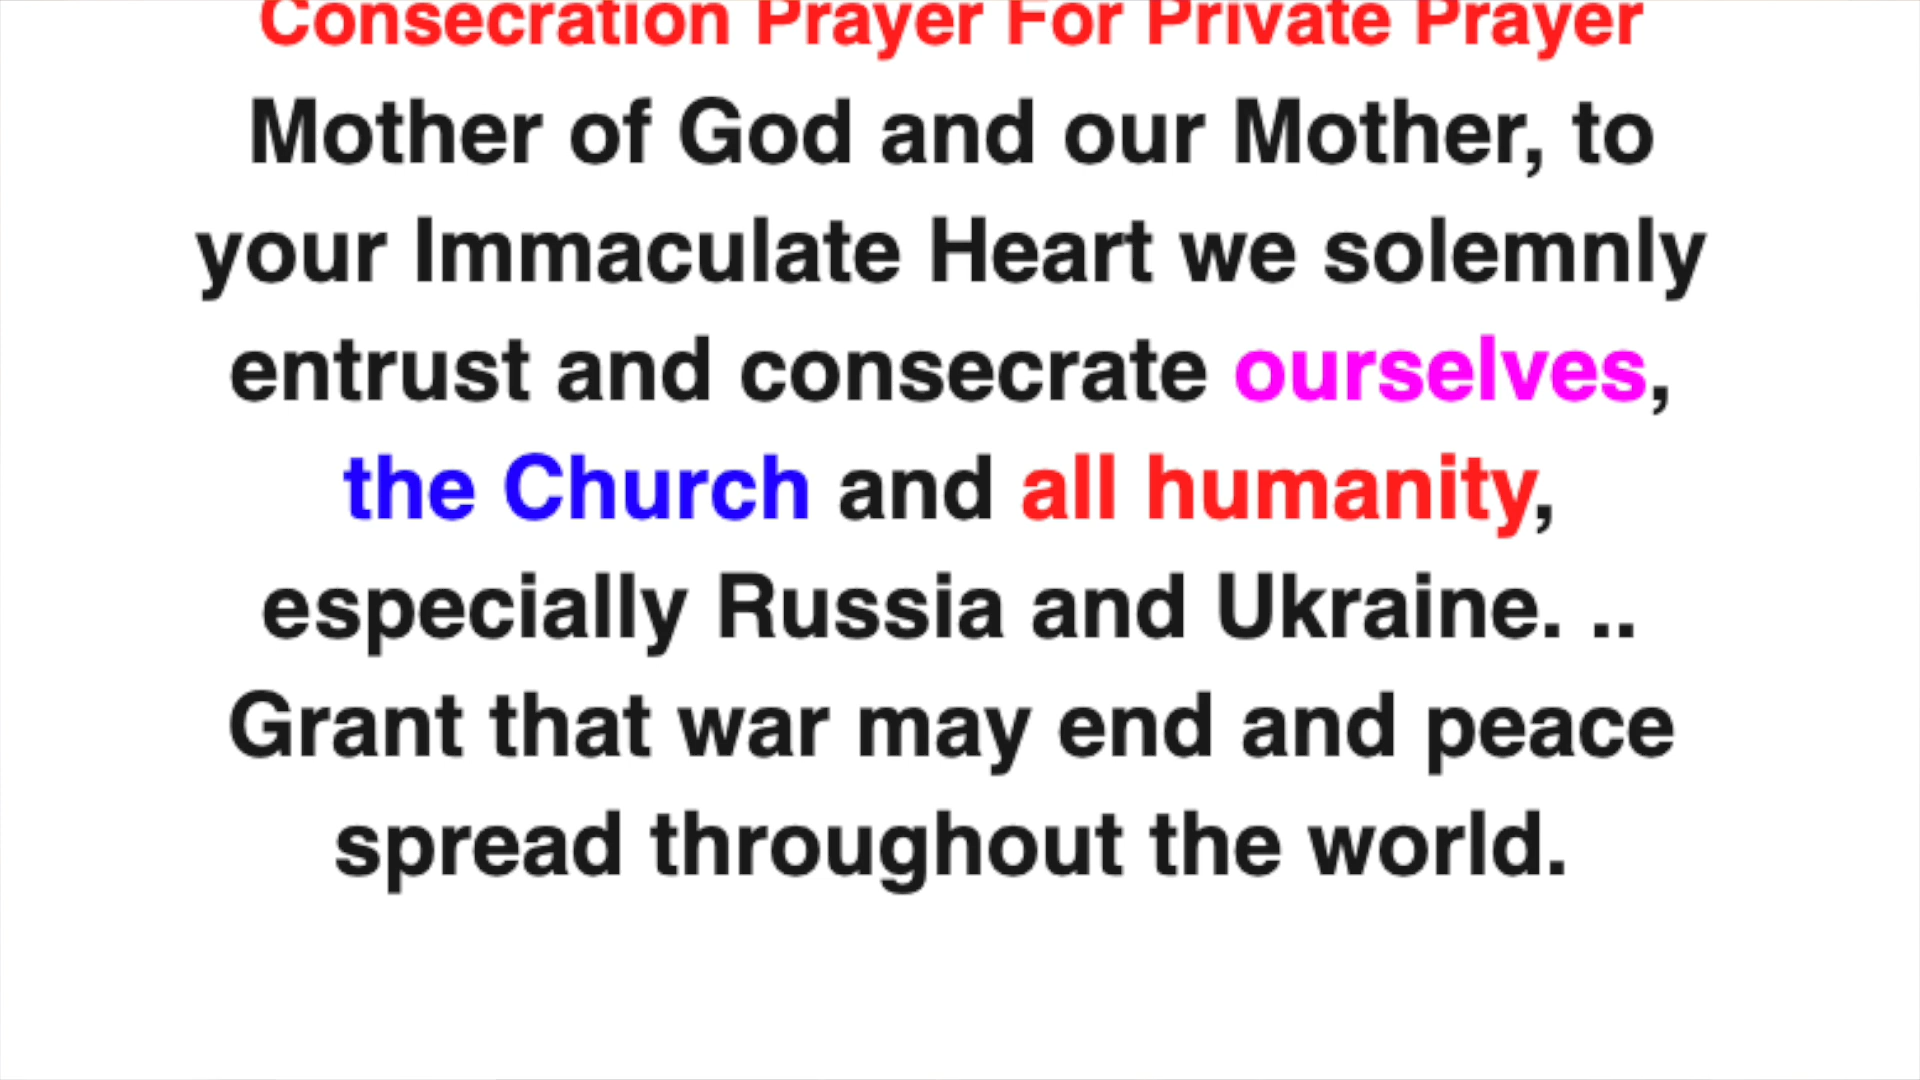 Consecration Prayer For Private Prayer
Mother of God and our Mother, to
your Immaculate Heart we solemnly
entrust and consecrate ourselves,
the Church and all humanity,
especially Russia and Ukraine. ..
Grant that war may end and peace
spread throughout the world.